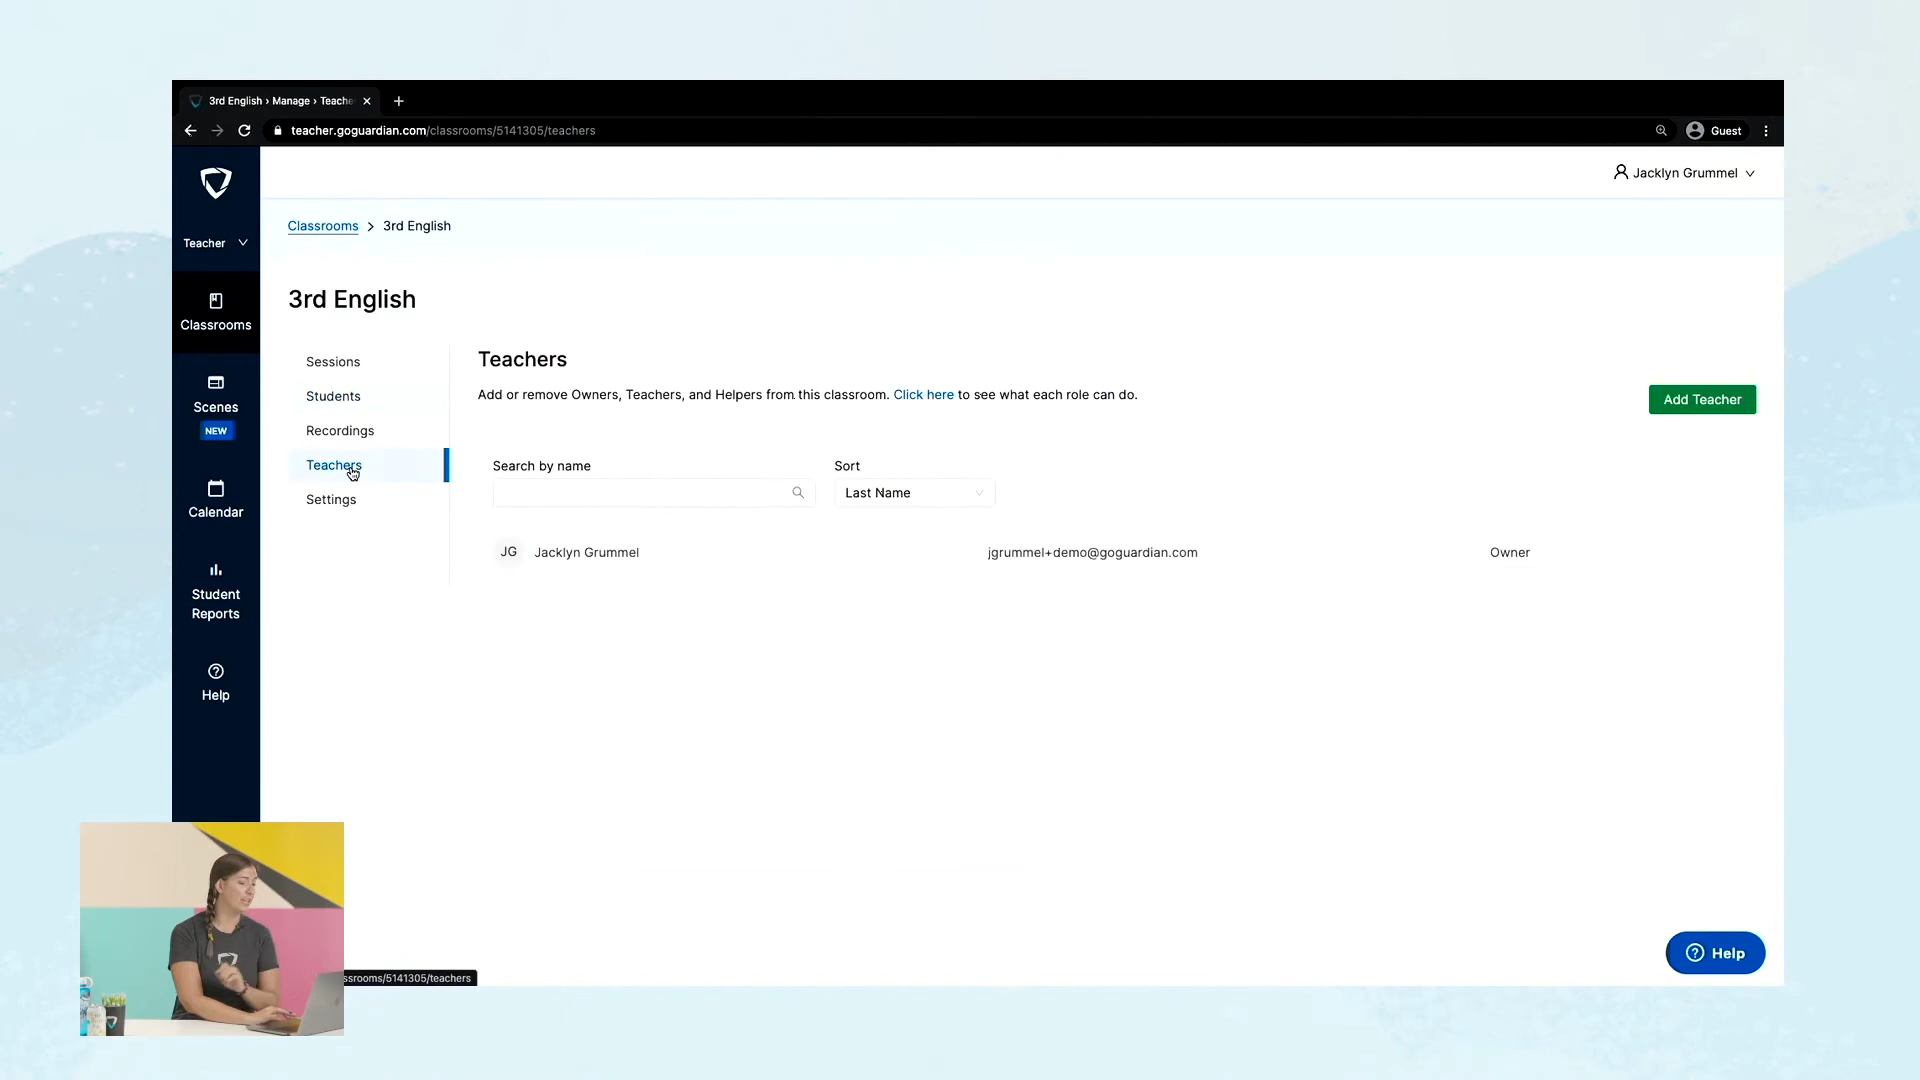 3rd English › Manage › Teache
teacher.goguardian.com/classrooms/5141305/teachers
Guest
Jacklyn Grummel
Teacher
Classrooms
Scenes
NEW
Calendar
Student
Reports
Help
Classrooms > 3rd English
3rd English
Sessions
Students
Recordings
Teachers
Settings
Teachers
Add or remove Owners, Teachers, and Helpers from this classroom. Click here to see what each role can do.
Add Teacher
Search by name
Sort
Last Name
JG Jacklyn Grummel jgrummel+demo@goguardian.com Owner
Help
ssrooms/5141305/teachers